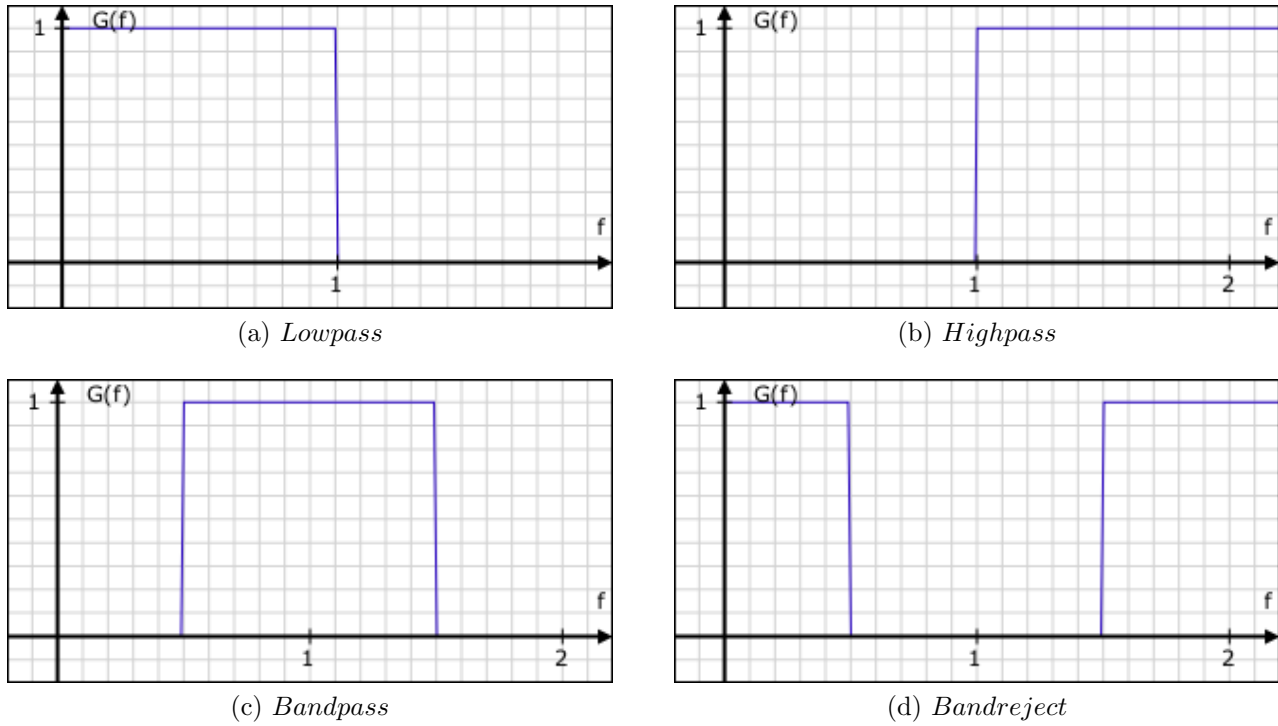 G(f)
1
f
1
(a) Lowpass
G(f)
1
f
1 2
(b) Highpass
G(f)
1
f
1 2
(c) Bandpass
G(f)
1
f
1 2
(d) Bandreject